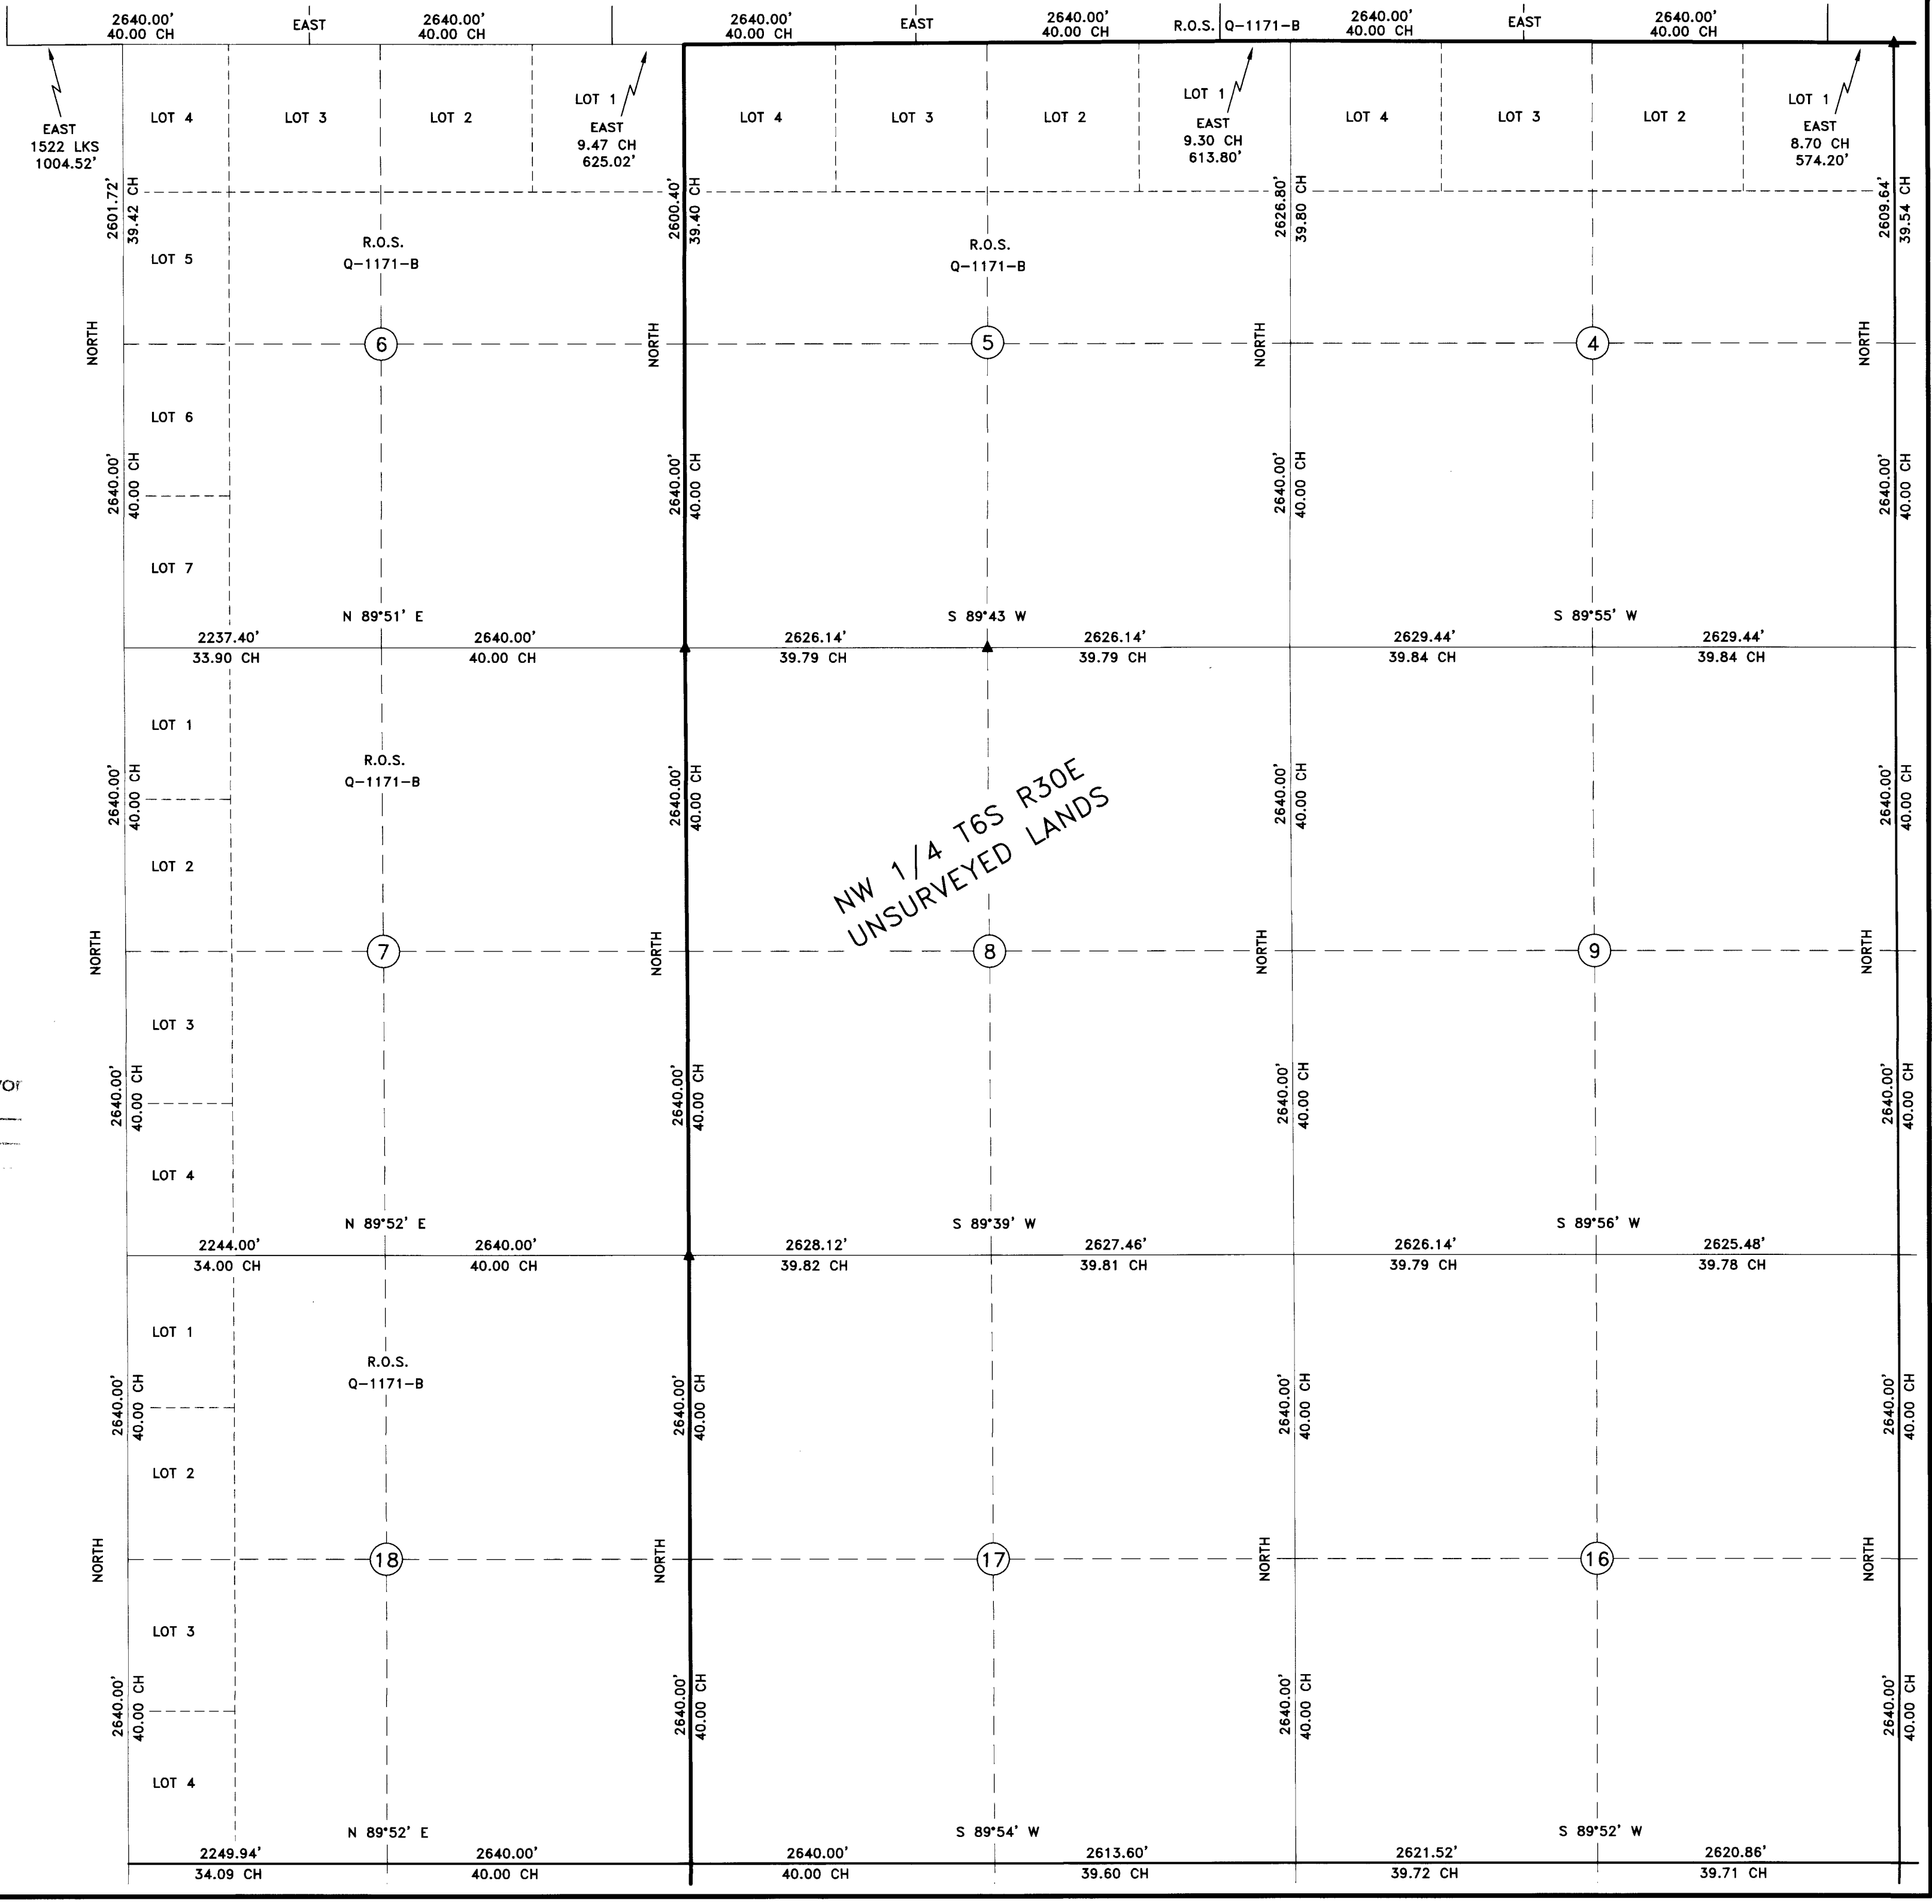 2640.00' EAST 2640.00' 2640.00' EAST 2640.00' R.O.S. Q-1171-B 2640.00' EAST 2640.00'
40.00 CH 40.00 CH 40.00 CH 40.00 CH 40.00 CH 40.00 CH
EAST
1522 LKS
1004.52'
LOT 4 LOT 3 LOT 2 LOT 1
EAST
9.47 CH
625.02'
LOT 4 LOT 3 LOT 2 LOT 1
EAST
9.30 CH
613.80'
LOT 4 LOT 3 LOT 2 LOT 1
EAST
8.70 CH
574.20'
2601.72'
39.42 CH
2600.40'
39.40 CH
2626.80'
39.80 CH
2609.64'
39.54 CH
LOT 5
R.O.S.
Q-1171-B
R.O.S.
Q-1171-B
NORTH 6 NORTH 5 NORTH 4 NORTH
LOT 6
2640.00'
40.00 CH
2640.00'
40.00 CH
2640.00'
40.00 CH
2640.00'
40.00 CH
LOT 7
N 89°51' E S 89°43 W S 89°55' W
2237.40' 2640.00' 2626.14' 2626.14' 2629.44' 2629.44'
33.90 CH 40.00 CH 39.79 CH 39.79 CH 39.84 CH 39.84 CH
LOT 1
R.O.S.
Q-1171-B
2640.00'
40.00 CH
2640.00'
40.00 CH
2640.00'
40.00 CH
2640.00'
40.00 CH
NW 1/4 T6S R30E
UNSURVEYED LANDS
LOT 2
NORTH 7 NORTH 8 NORTH 9 NORTH
LOT 3
2640.00'
40.00 CH
2640.00'
40.00 CH
2640.00'
40.00 CH
2640.00'
40.00 CH
LOT 4
N 89°52' E S 89°39' W S 89°56' W
2244.00' 2640.00' 2628.12' 2627.46' 2626.14' 2625.48'
34.00 CH 40.00 CH 39.82 CH 39.81 CH 39.79 CH 39.78 CH
LOT 1
R.O.S.
Q-1171-B
2640.00'
40.00 CH
2640.00'
40.00 CH
2640.00'
40.00 CH
2640.00'
40.00 CH
LOT 2
NORTH 18 NORTH 17 NORTH 16 NORTH
LOT 3
2640.00'
40.00 CH
2640.00'
40.00 CH
2640.00'
40.00 CH
2640.00'
40.00 CH
LOT 4
N 89°52' E S 89°54' W S 89°52' W
2249.94' 2640.00' 2640.00' 2613.60' 2621.52' 2620.86'
34.09 CH 40.00 CH 40.00 CH 39.60 CH 39.72 CH 39.71 CH